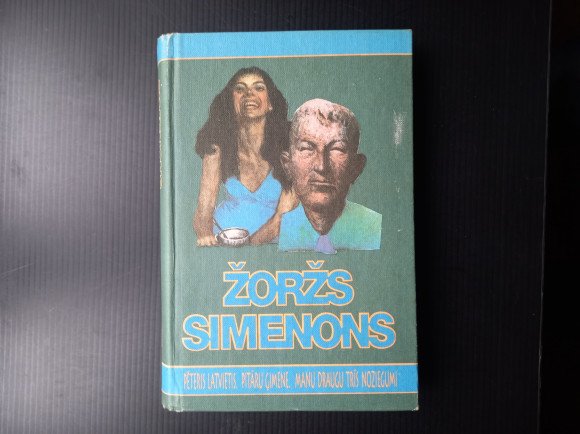 ŽORŽS
SIMENONS
PĒTERIS LATVIETIS. PITĀRU ĢIMENE. MANU DRAUGU TRĪS NOZIEGUMI